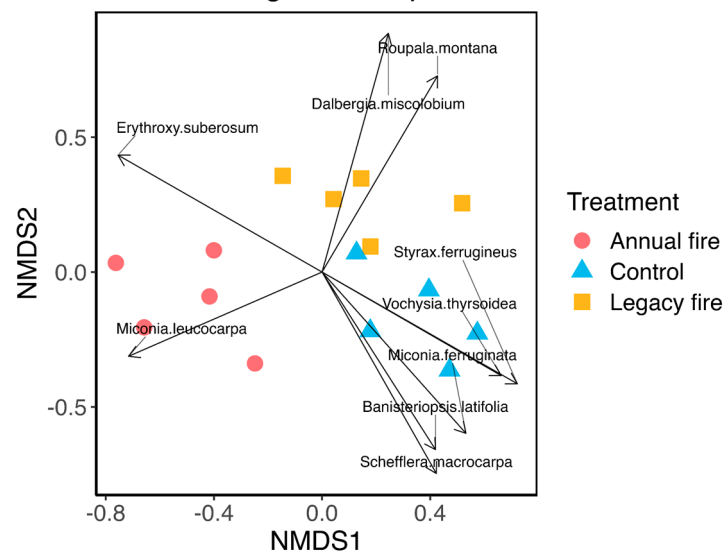 Roupala.montana
Dalbergia.miscolobium
Erythroxy.suberosum
0.5
Treatment
NMDS2
Styrax.ferrugineus
Annual fire
0.0
Control
Vochysia.thyrsoidea
Legacy fire
Miconia.leucocarpa
Miconia.ferruginata
-0.5
Banisteriopsis.latifolia
Schefflera.macrocarpa
-0.8 -0.4 0.0 0.4
NMDS1